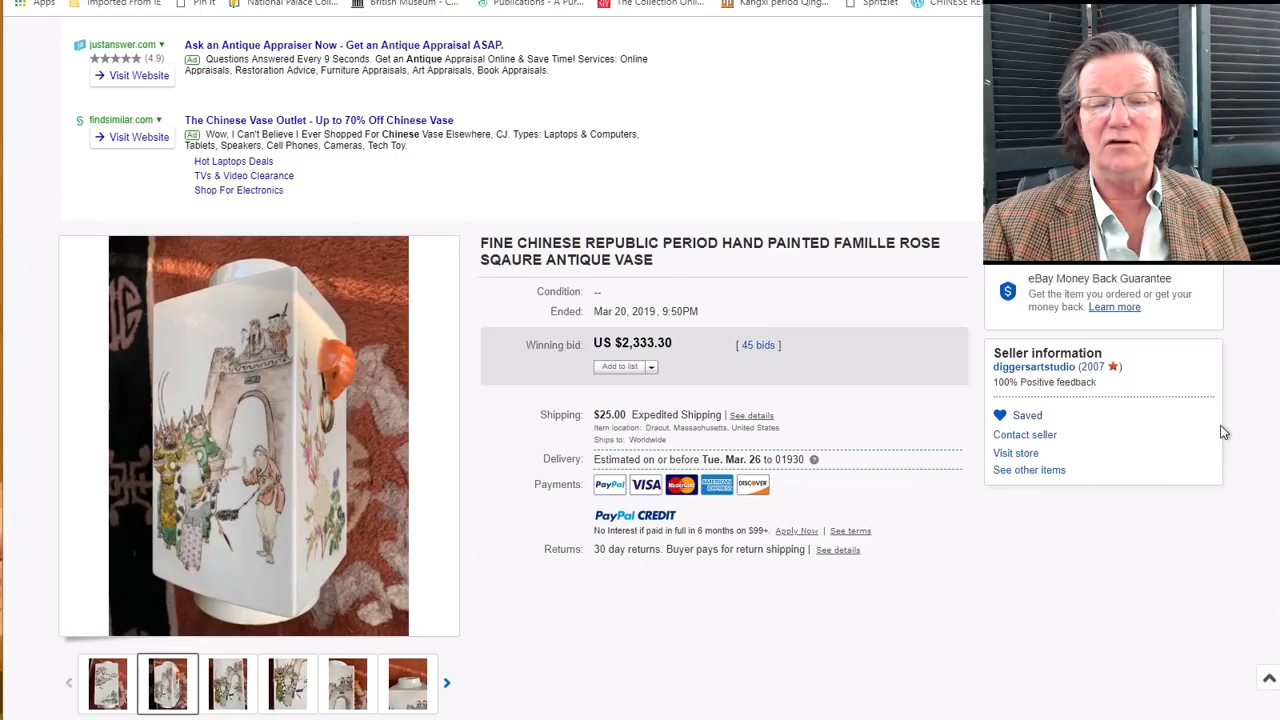 Apps
Imported From IE
Pin It
National Palace Coll...
British Museum - C...
Publications - A Pur...
The Collection Onl...
Kangxi period Qing...
Spritzlet
CHINESE RE
justanswer.com ▾
(4.9)
→ Visit Website
Ask an Antique Appraiser Now - Get an Antique Appraisal ASAP.
Ad Questions Answered Every 9 Seconds. Get an Antique Appraisal Online & Save Time! Services: Online
Appraisals, Restoration Advice, Furniture Appraisals, Art Appraisals, Book Appraisals.
findsimilar.com ▾
→ Visit Website
The Chinese Vase Outlet - Up to 70% Off Chinese Vase
Ad Wow, I Can't Believe I Ever Shopped For Chinese Vase Elsewhere, CJ. Types: Laptops & Computers,
Tablets, Speakers, Cell Phones, Cameras, Tech Toy.
Hot Laptops Deals
TVs & Video Clearance
Shop For Electronics
FINE CHINESE REPUBLIC PERIOD HAND PAINTED FAMILLE ROSE
SQAURE ANTIQUE VASE
Condition: --
Ended: Mar 20, 2019 , 9:50PM
Winning bid: US $2,333.30 [ 45 bids ]
Add to list
Shipping: $25.00 Expedited Shipping | See details
Item location: Dracut, Massachusetts, United States
Ships to: Worldwide
Delivery: Estimated on or before Tue. Mar. 26 to 01930
Payments: PayPal VISA MasterCard AMERICAN EXPRESS DISCOVER
PayPal CREDIT
No Interest if paid in full in 6 months on $99+. Apply Now | See terms
Returns: 30 day returns. Buyer pays for return shipping | See details
eBay Money Back Guarantee
Get the item you ordered or get your
money back. Learn more
Seller information
diggersartstudio (2007 ★ )
100% Positive feedback
Saved
Contact seller
Visit store
See other items